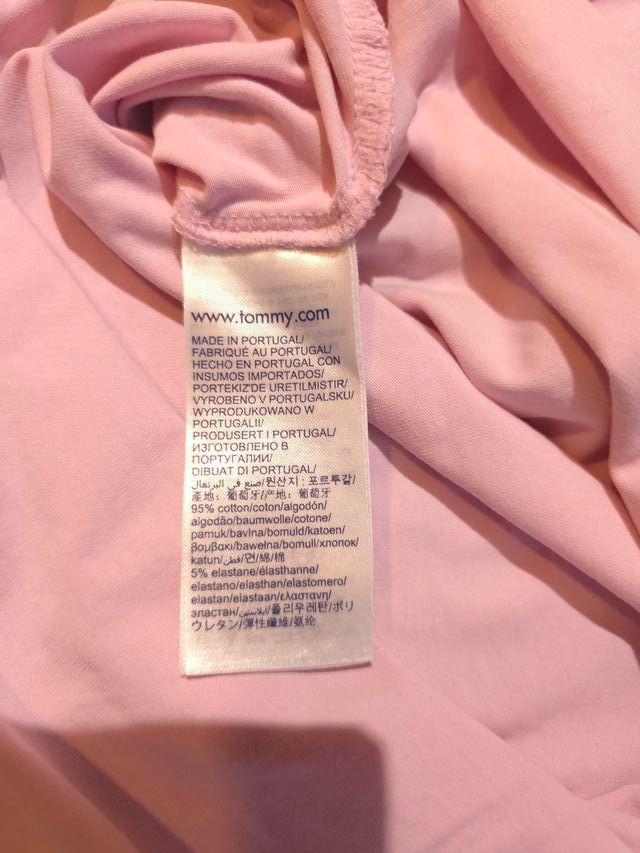 www.tommy.com
MADE IN PORTUGAL/
FABRIQUÉ AU PORTUGAL/
HECHO EN PORTUGAL CON
INSUMOS IMPORTADOS/
PORTEKIZ'DE URETILMISTIR/
VYROBENO V PORTUGALSKU/
WYPRODUKOWANO W
PORTUGALII/
PRODUSERT I PORTUGAL/
ИЗГОТОВЛЕНО В
ПОРТУГАЛИИ/
DIBUAT DI PORTUGAL/
صنع في البرتغال/원산지 : 포르투갈/
產地：葡萄牙/产地：葡萄牙
95% cotton/coton/algodón/
algodão/baumwolle/cotone/
pamuk/bavlna/bomuld/katoen/
βαμβακι/bawełna/bomull/хлопок/
katun/قطن/면/綿/棉
5% elastane/élasthanne/
elastano/elasthan/elastomero/
elastan/elastaan/ελαστανη/
эластан/ايلاستين/폴리우레탄/ポリ
ウレタン/彈性纖維/氨纶